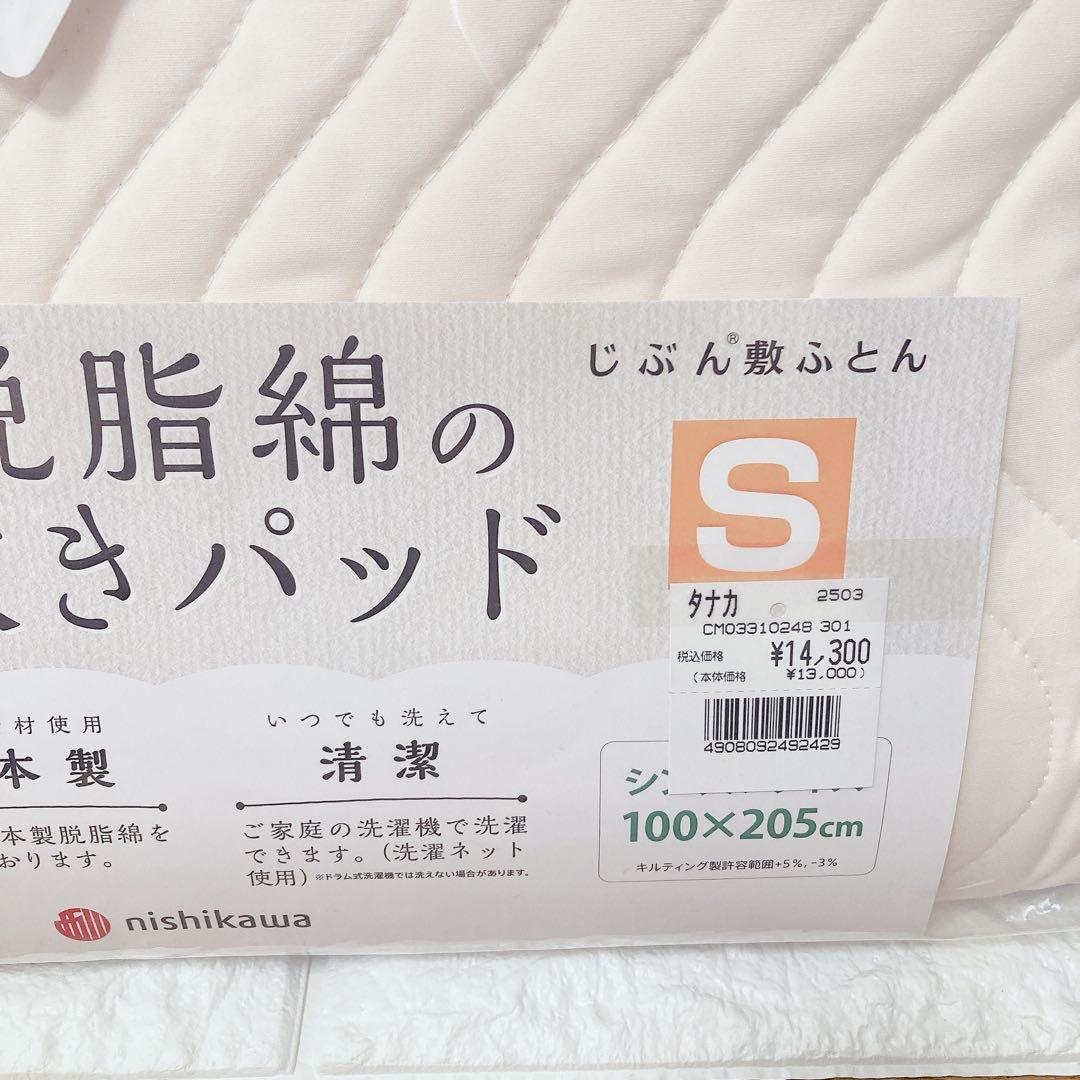 脂綿の
じぶん®敷ふとん
きパッド
S
タナカ 2503
CM03310248 301
税込価格 ¥14,300
(本体価格 ¥13,000)
4908092492429
材使用
本製
本製脱脂綿を
おります。
いつでも洗えて
清潔
ご家庭の洗濯機で洗濯
できます。(洗濯ネット
使用)※ドラム式洗濯機では洗えない場合があります。
100×205cm
キルティング製許容範囲+5%,-3%
nishikawa